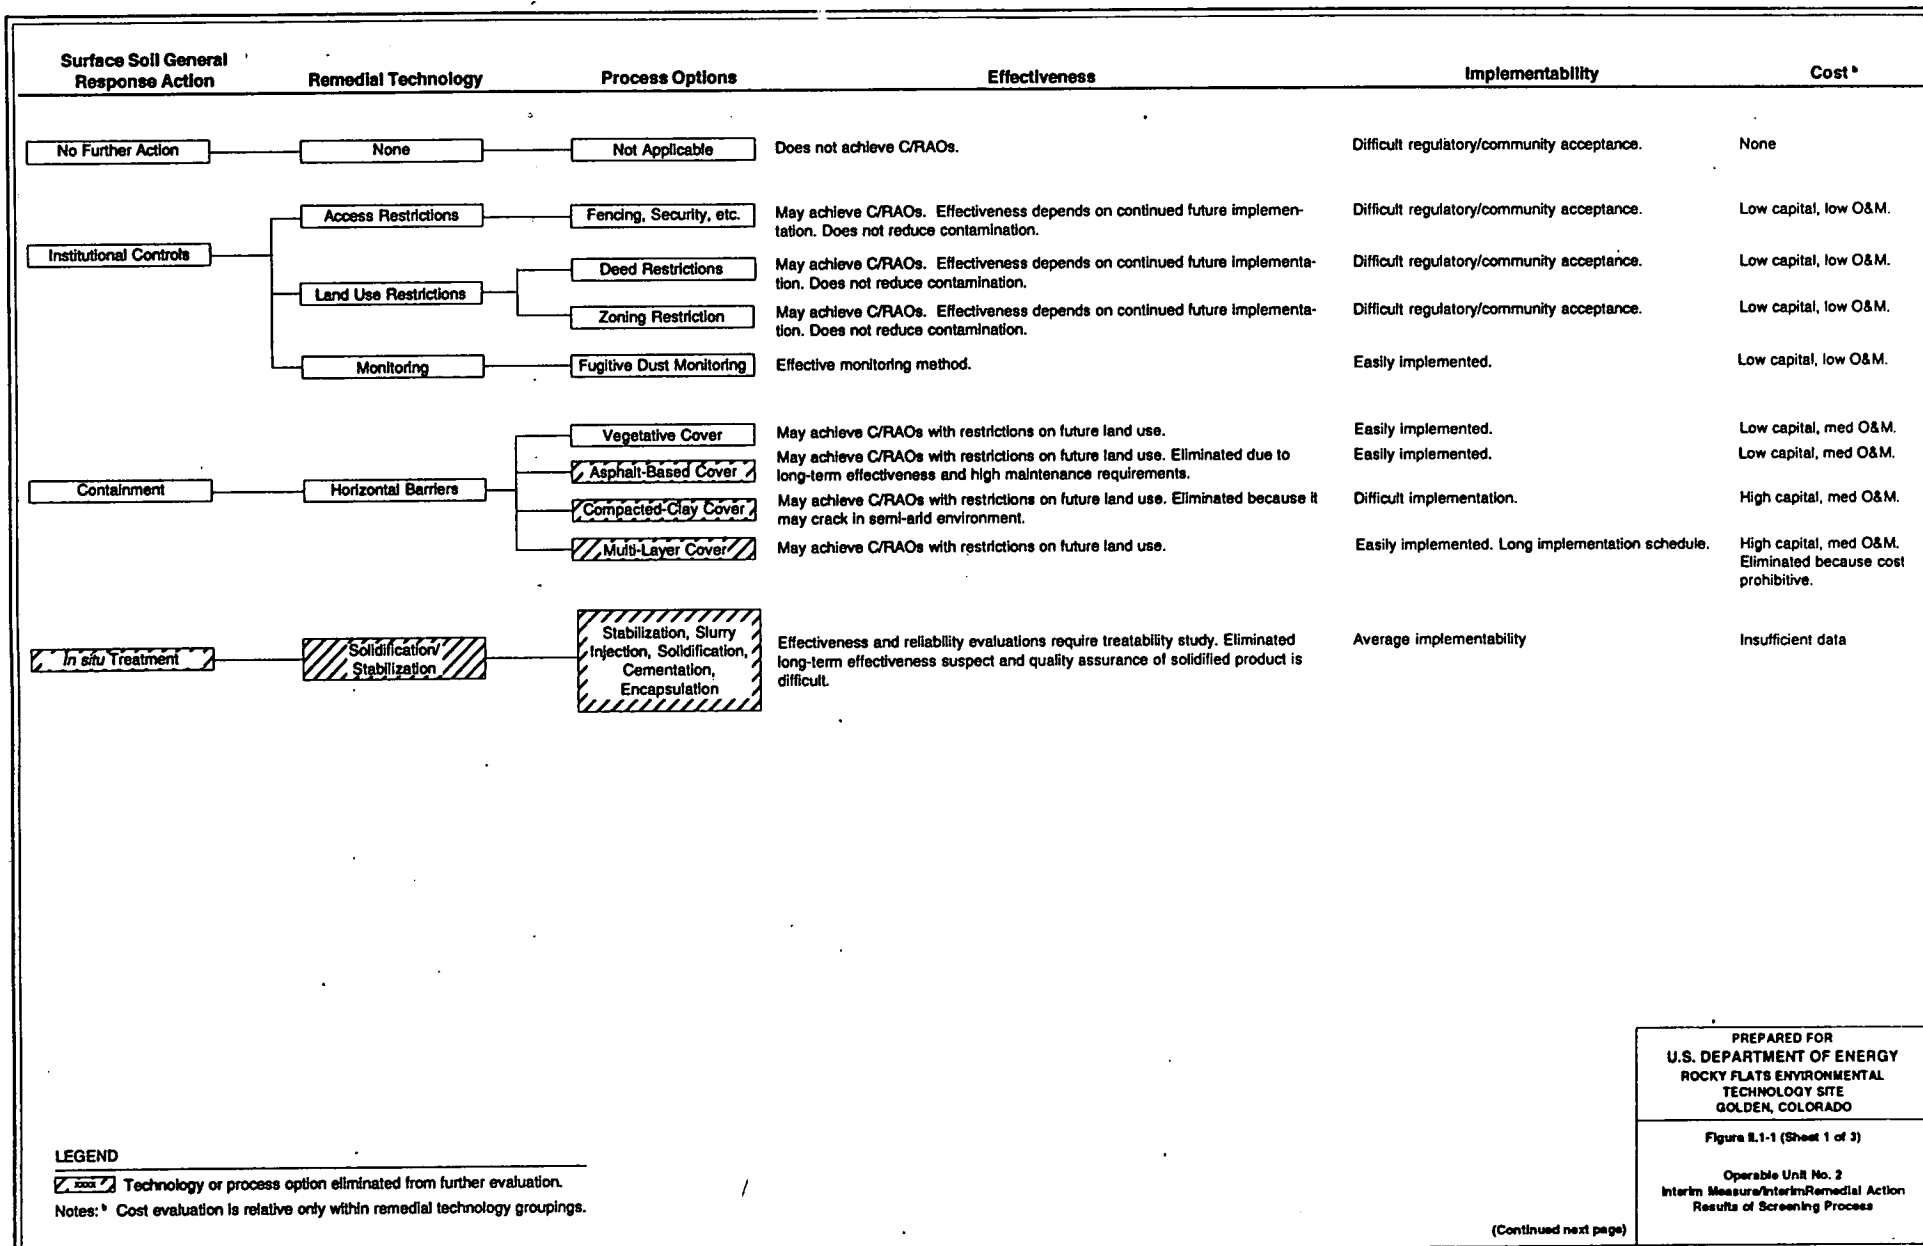 Surface Soil General
Response Action
Remedial Technology
Process Options
Effectiveness
Implementability
Cost b
No Further Action
None
Not Applicable
Does not achieve C/RAOs.
Difficult regulatory/community acceptance.
None
Institutional Controls
Access Restrictions
Fencing, Security, etc.
May achieve C/RAOs. Effectiveness depends on continued future implemen-
tation. Does not reduce contamination.
Difficult regulatory/community acceptance.
Low capital, low O&M.
Land Use Restrictions
Deed Restrictions
May achieve C/RAOs. Effectiveness depends on continued future implementa-
tion. Does not reduce contamination.
Difficult regulatory/community acceptance.
Low capital, low O&M.
Zoning Restriction
May achieve C/RAOs. Effectiveness depends on continued future implementa-
tion. Does not reduce contamination.
Difficult regulatory/community acceptance.
Low capital, low O&M.
Monitoring
Fugitive Dust Monitoring
Effective monitoring method.
Easily implemented.
Low capital, low O&M.
Containment
Horizontal Barriers
Vegetative Cover
May achieve C/RAOs with restrictions on future land use.
Easily implemented.
Low capital, med O&M.
Asphalt-Based Cover
May achieve C/RAOs with restrictions on future land use. Eliminated due to
long-term effectiveness and high maintenance requirements.
Easily implemented.
Low capital, med O&M.
Compacted-Clay Cover
May achieve C/RAOs with restrictions on future land use. Eliminated because it
may crack in semi-arid environment.
Difficult implementation.
High capital, med O&M.
Multi-Layer Cover
May achieve C/RAOs with restrictions on future land use.
Easily implemented. Long implementation schedule.
High capital, med O&M.
Eliminated because cost
prohibitive.
In situ Treatment
Solidification/
Stabilization
Stabilization, Slurry
Injection, Solidification,
Cementation,
Encapsulation
Effectiveness and reliability evaluations require treatability study. Eliminated
long-term effectiveness suspect and quality assurance of solidified product is
difficult.
Average implementability
Insufficient data
LEGEND
xxxx Technology or process option eliminated from further evaluation.
Notes: b Cost evaluation is relative only within remedial technology groupings.
(Continued next page)
PREPARED FOR
U.S. DEPARTMENT OF ENERGY
ROCKY FLATS ENVIRONMENTAL
TECHNOLOGY SITE
GOLDEN, COLORADO
Figure II.1-1 (Sheet 1 of 3)
Operable Unit No. 2
Interim Measure/InterimRemedial Action
Results of Screening Process